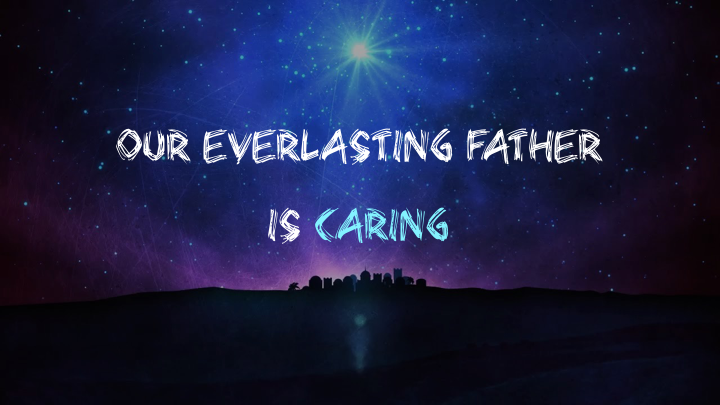 OUR EVERLASTING FATHER
IS CARING